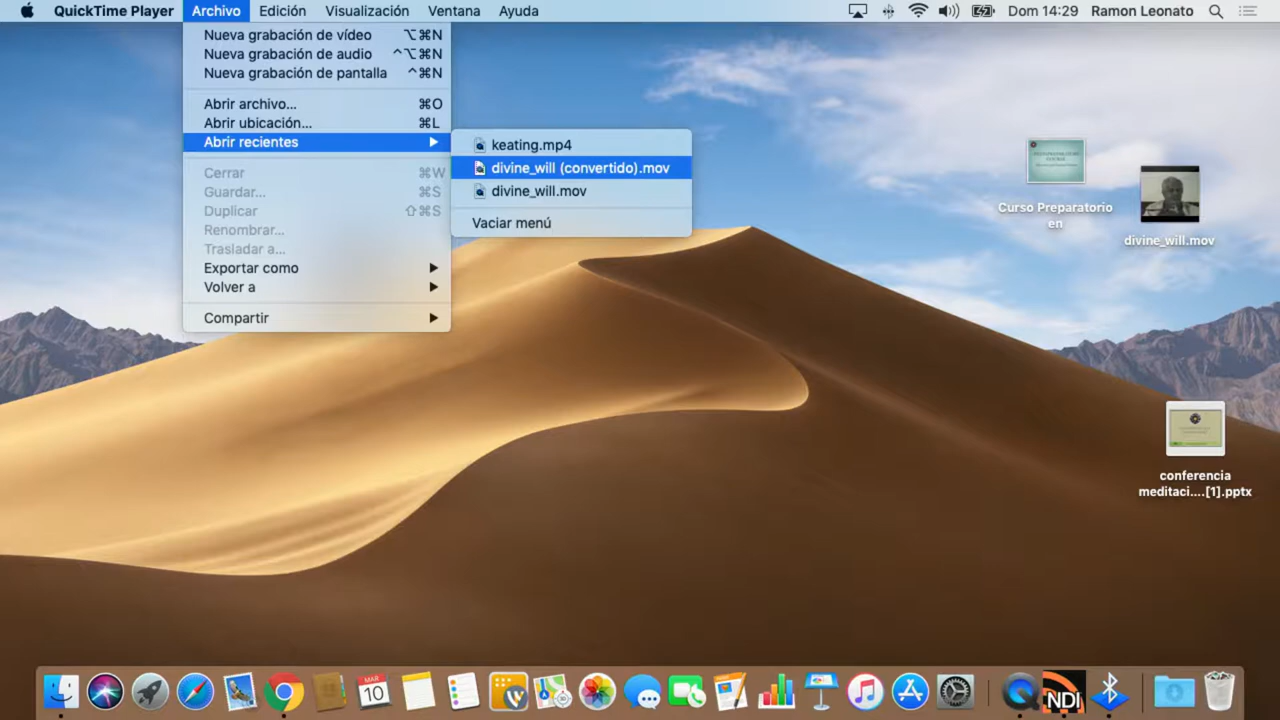 QuickTime Player Archivo Edición Visualización Ventana Ayuda Dom 14:29 Ramon Leonato
Nueva grabación de vídeo ⌥⌘N
Nueva grabación de audio ^⌥⌘N
Nueva grabación de pantalla ^⌘N
Abrir archivo... ⌘O
Abrir ubicación... ⌘L
Abrir recientes
Cerrar ⌘W
Guardar... ⌘S
Duplicar ⇧⌘S
Renombrar...
Trasladar a...
Exportar como
Volver a
Compartir
keating.mp4
divine_will (convertido).mov
divine_will.mov
Vaciar menú
Curso Preparatorio
en
divine_will.mov
conferencia
meditaci....[1].pptx
MAR
10
NDI